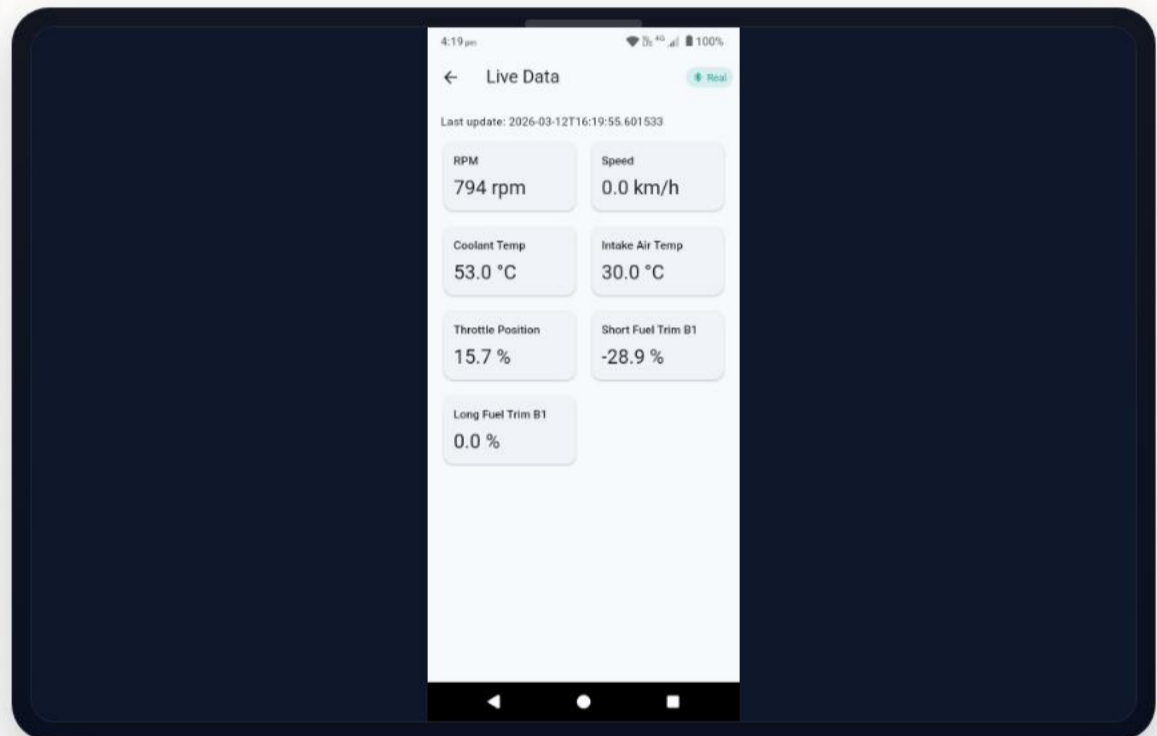 4:19 pm 4G 100%
Live Data Real
Last update: 2026-03-12T16:19:55.601533
RPM Speed
794 rpm 0.0 km/h
Coolant Temp Intake Air Temp
53.0 °C 30.0 °C
Throttle Position Short Fuel Trim B1
15.7 % -28.9 %
Long Fuel Trim B1
0.0 %